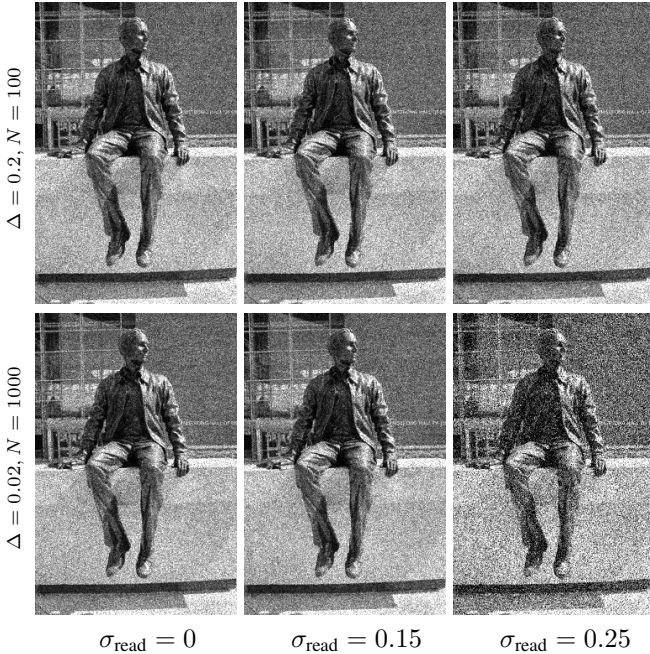 Δ = 0.2, N = 100
Δ = 0.02, N = 1000
σ_read = 0
σ_read = 0.15
σ_read = 0.25